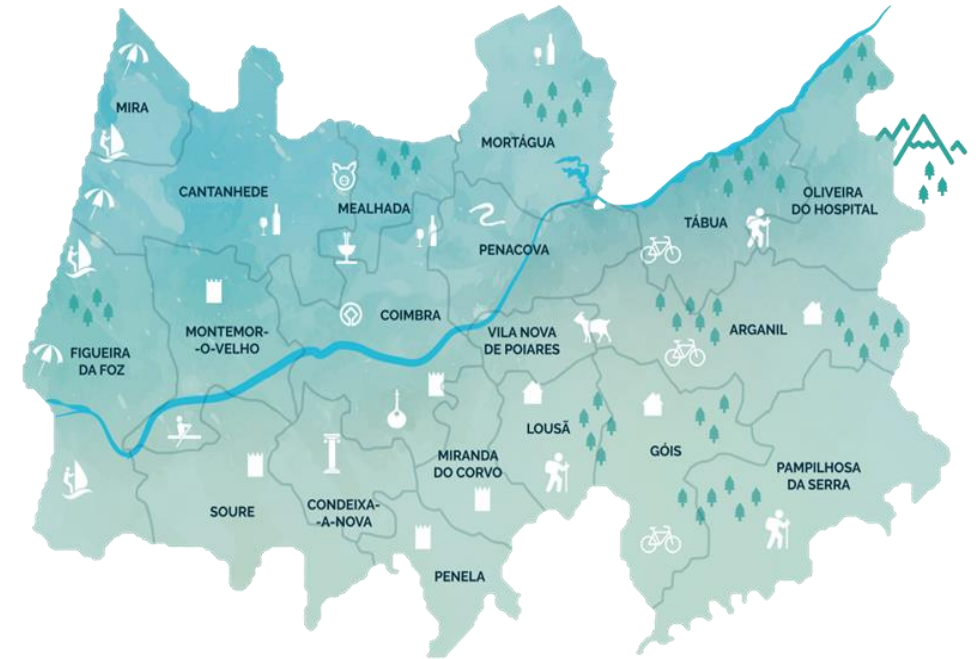 MIRA
MORTÁGUA
CANTANHEDE
MEALHADA
OLIVEIRA
DO HOSPITAL
TÁBUA
PENACOVA
COIMBRA
MONTEMOR-
-O-VELHO
VILA NOVA
DE POIARES
ARGANIL
FIGUEIRA
DA FOZ
LOUSÃ
GÓIS
MIRANDA
DO CORVO
PAMPILHOSA
DA SERRA
SOURE
CONDEIXA-
-A-NOVA
PENELA